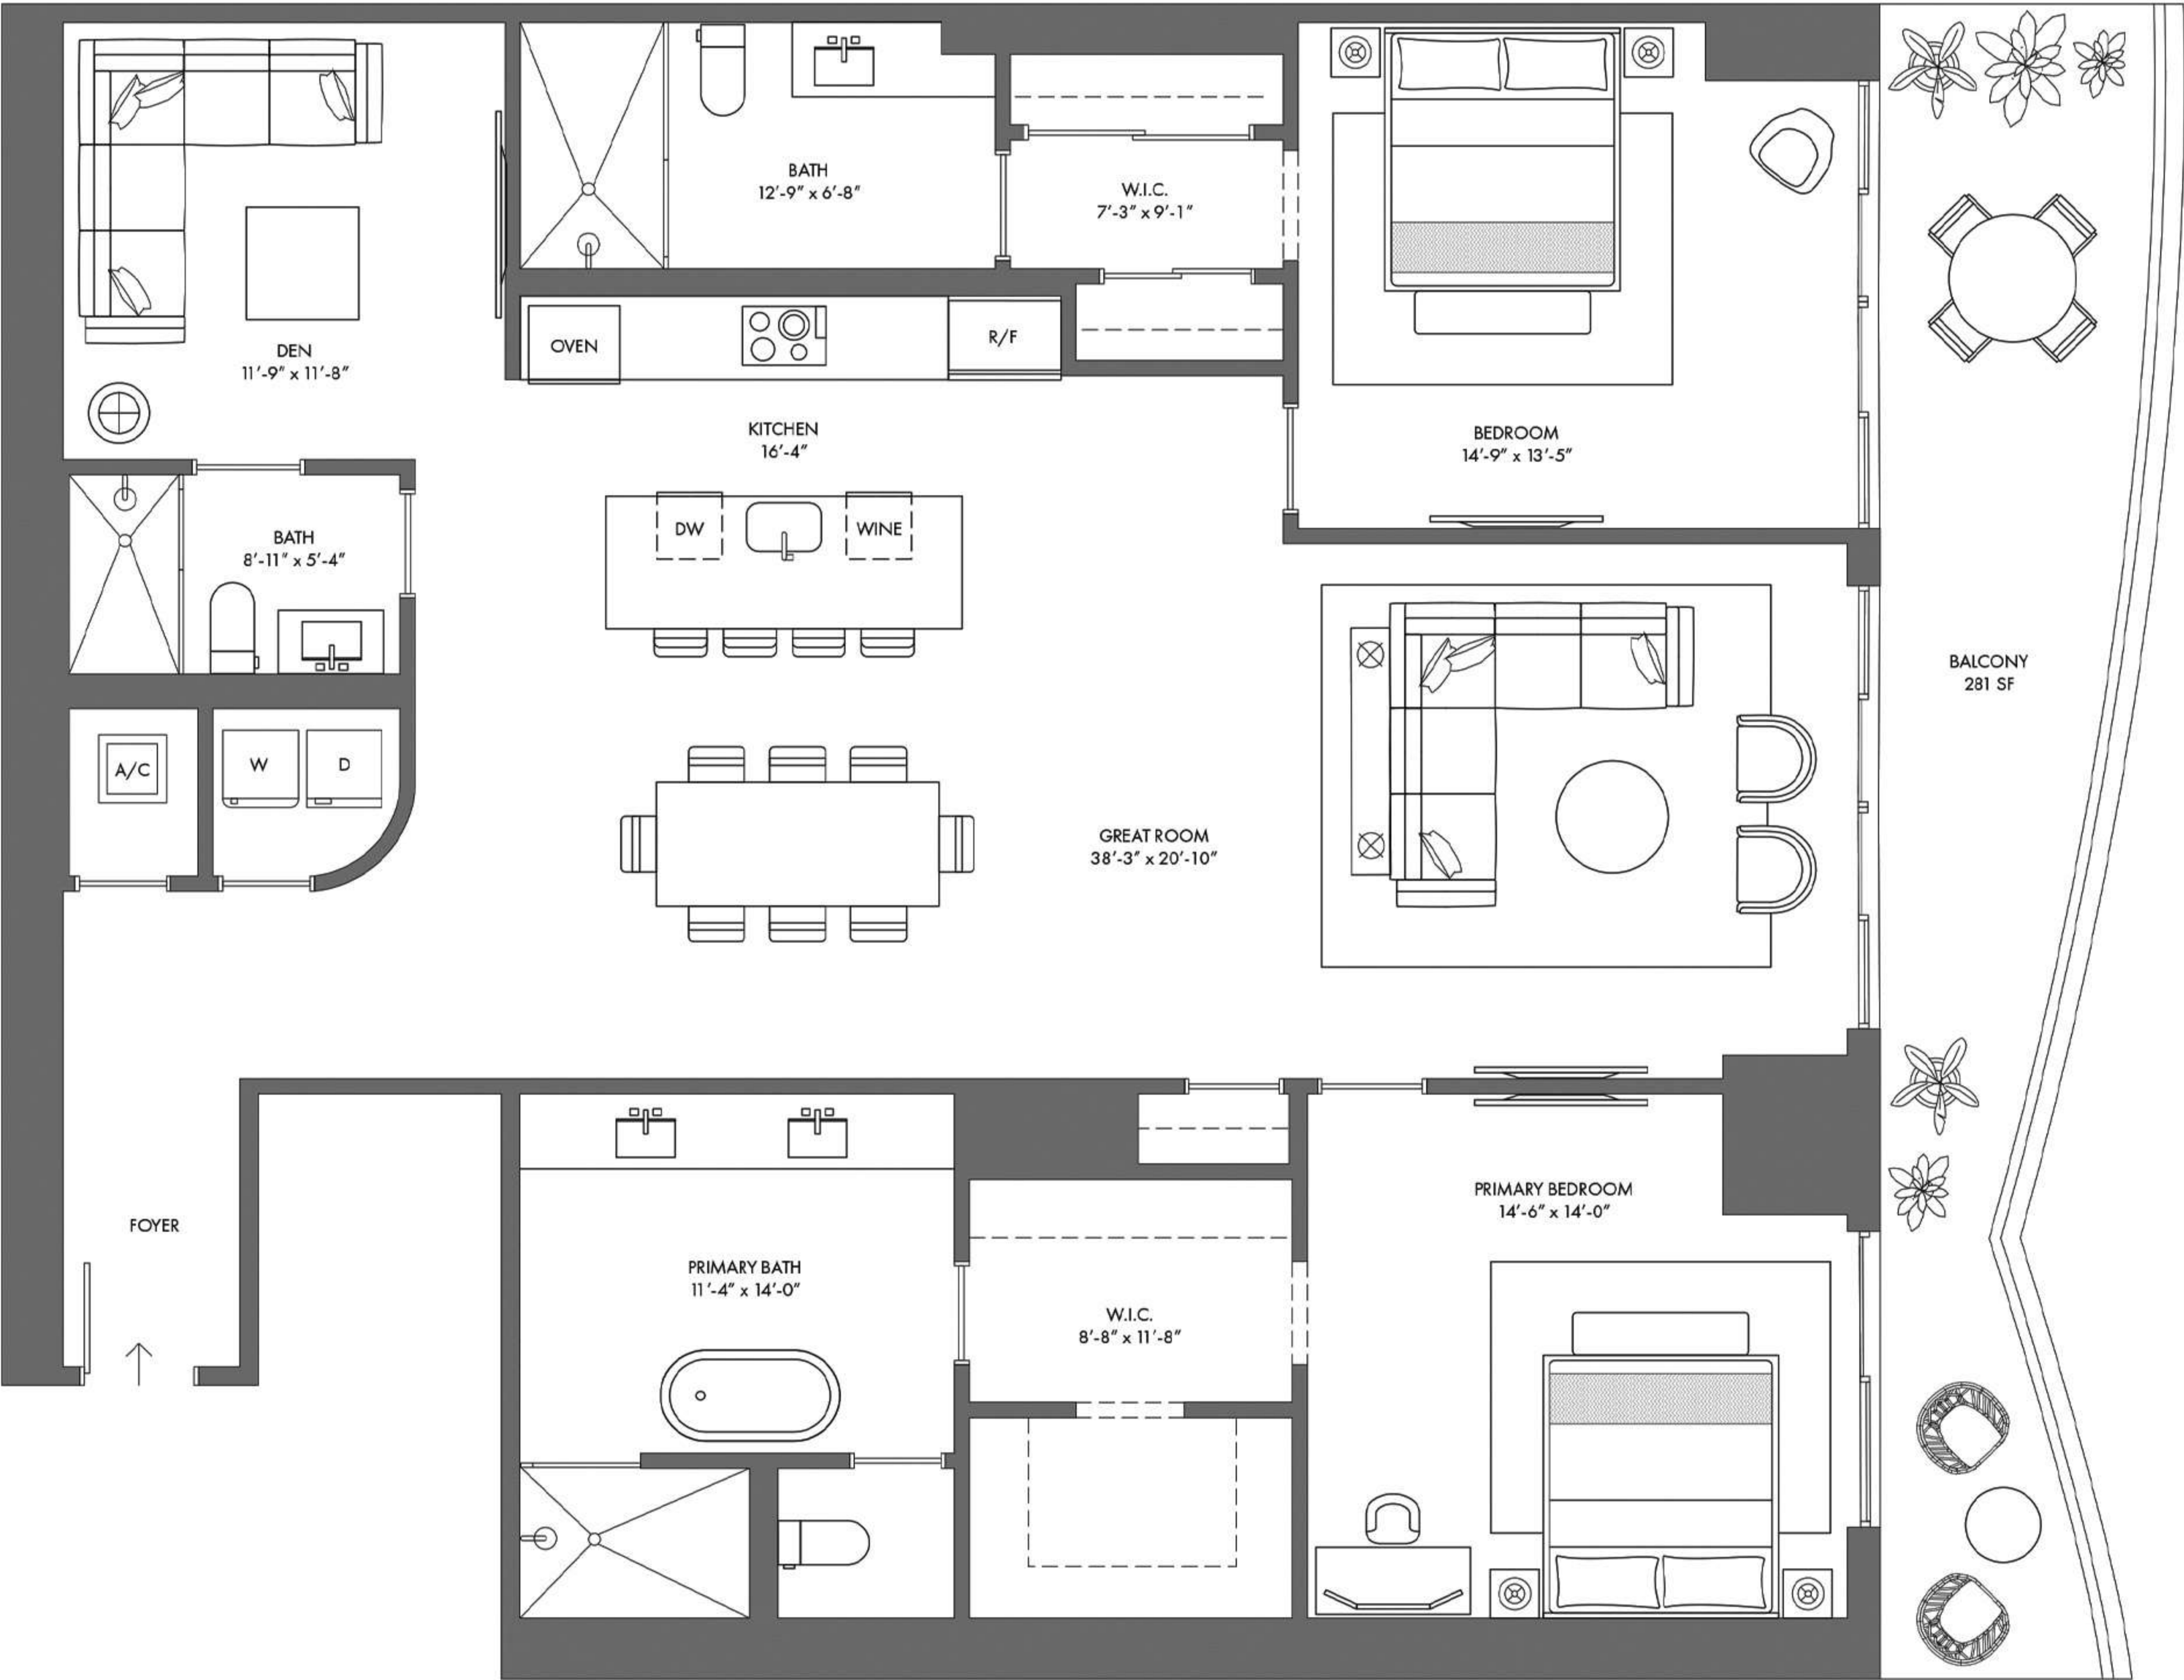 BATH
12'-9" x 6'-8"
W.I.C.
7'-3" x 9'-1"
OVEN
R/F
DEN
11'-9" x 11'-8"
KITCHEN
16'-4"
BEDROOM
14'-9" x 13'-5"
DW
WINE
BATH
8'-11" x 5'-4"
BALCONY
281 SF
A/C
W
D
GREAT ROOM
38'-3" x 20'-10"
PRIMARY BEDROOM
14'-6" x 14'-0"
FOYER
PRIMARY BATH
11'-4" x 14'-0"
W.I.C.
8'-8" x 11'-8"